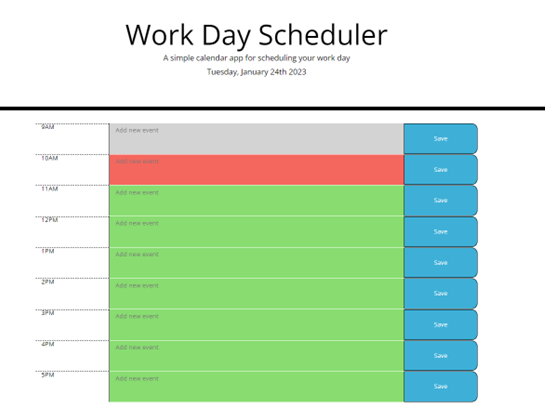 Work Day Scheduler
A simple calendar app for scheduling your work day
Tuesday, January 24th 2023
9AM Add new event Save
10AM Add new event Save
11AM Add new event Save
12PM Add new event Save
1PM Add new event Save
2PM Add new event Save
3PM Add new event Save
4PM Add new event Save
5PM Add new event Save